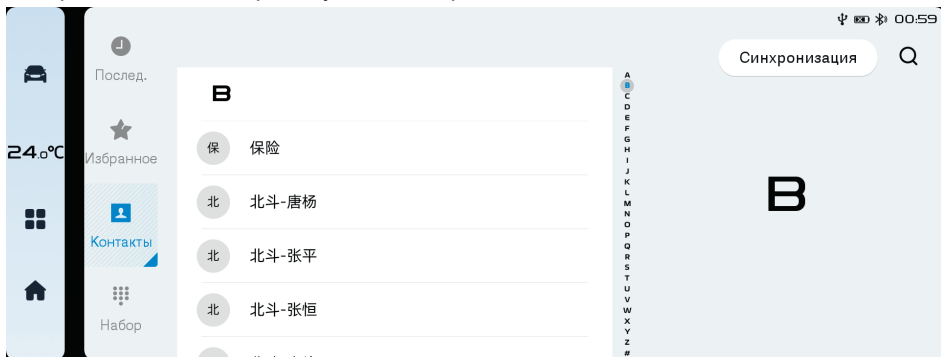 00:59
Послед.
Синхронизация
B
24.0°C
Избранное
保 保险
北 北斗-唐杨
Контакты
北 北斗-张平
Набор
北 北斗-张恒
A
B
C
D
E
F
G
H
I
J
K
L
M
N
O
P
Q
R
S
T
U
V
W
X
Y
Z
#
B